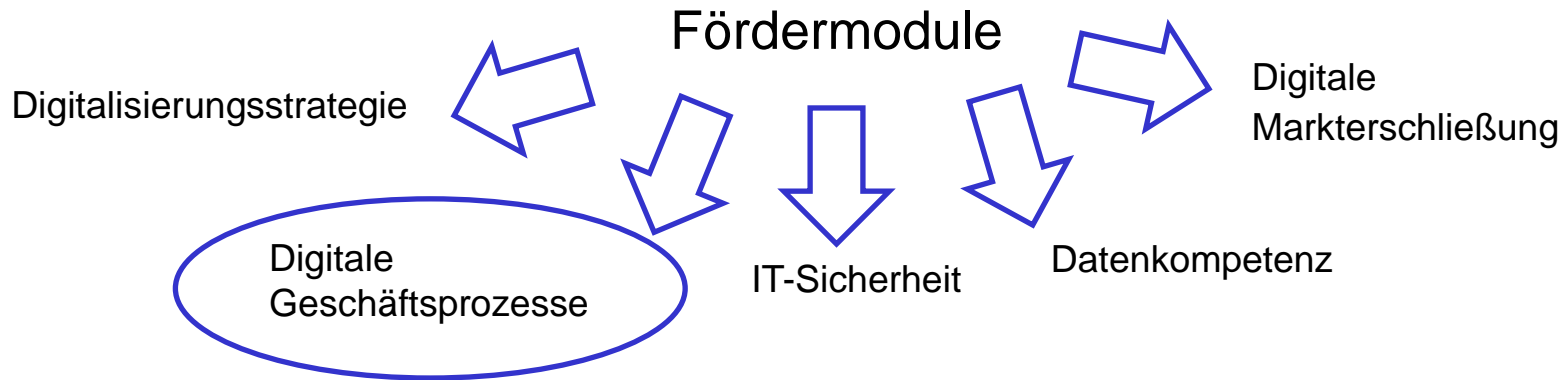 Fördermodule
Digitalisierungsstrategie
Digitale
Geschäftsprozesse
IT-Sicherheit
Datenkompetenz
Digitale
Markterschließung